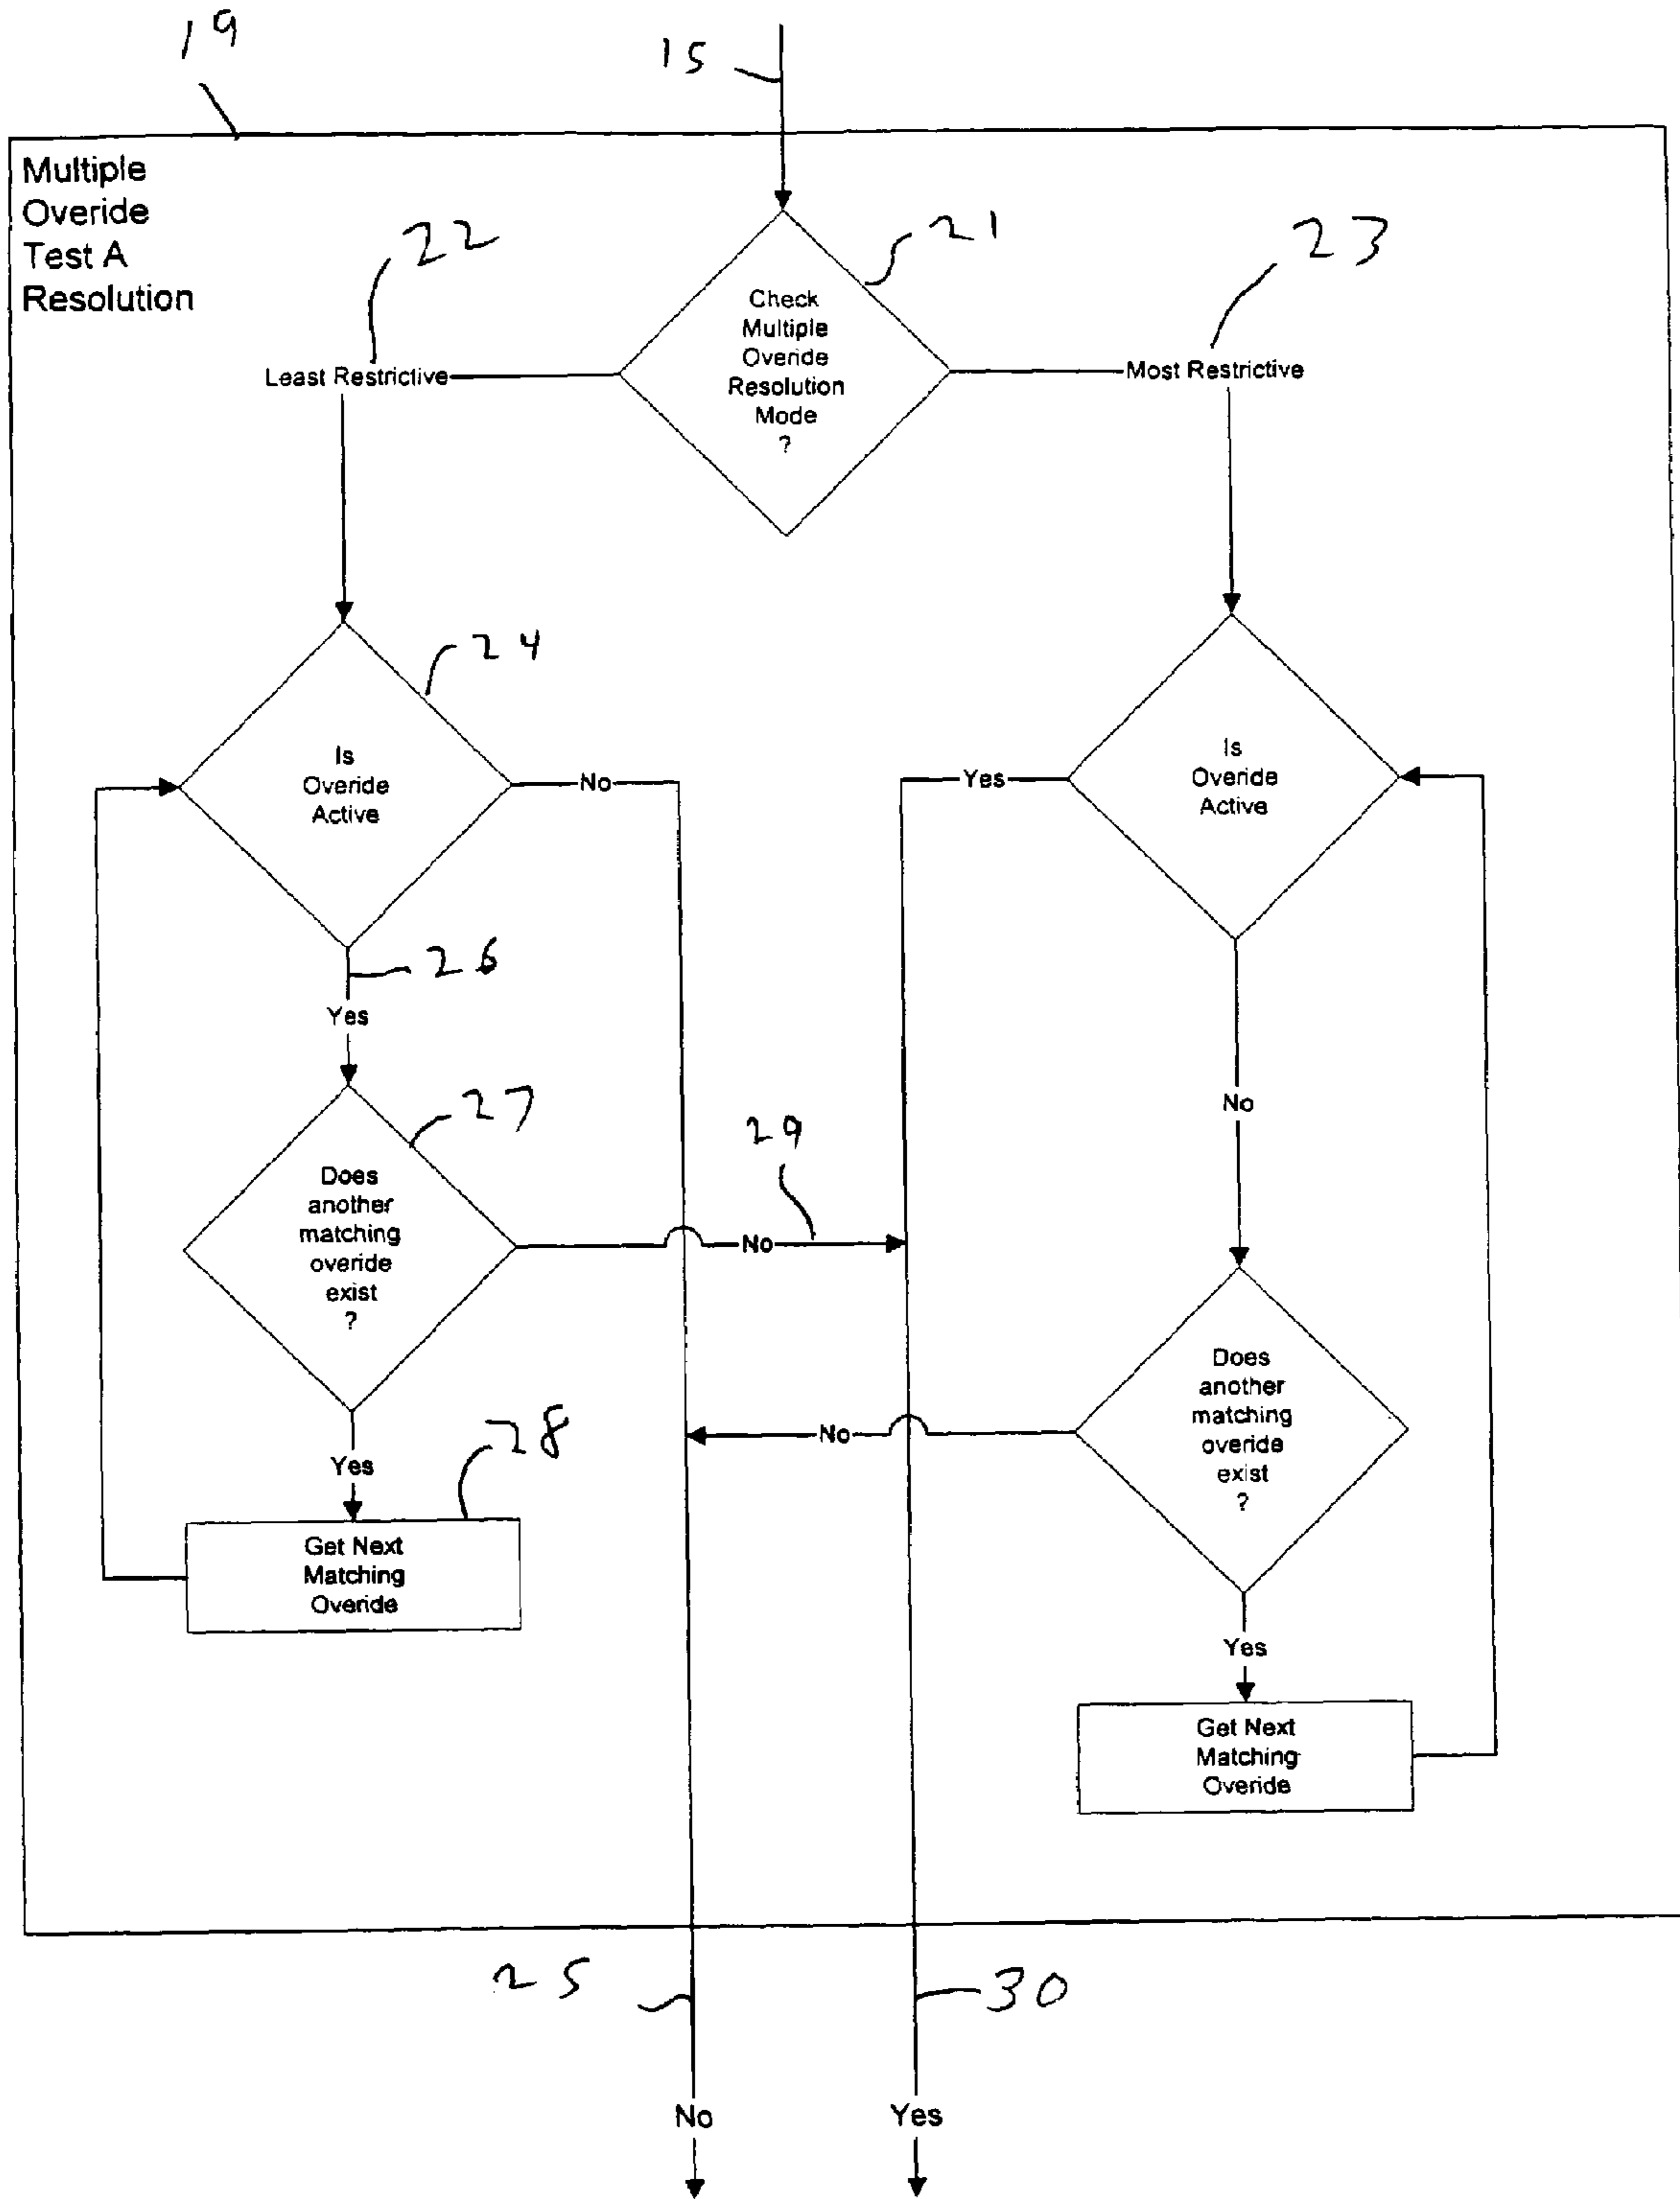 19
15
Multiple
Overide
Test A
Resolution
22
21
23
Check
Multiple
Overide
Resolution
Mode
?
Least Restrictive
Most Restrictive
24
Is
Overide
Active
No
Yes
Is
Overide
Active
26
Yes
27
No
29
Does
another
matching
overide
exist
?
No
Does
another
matching
overide
exist
?
No
Yes
28
Get Next
Matching
Overide
Yes
Get Next
Matching
Overide
25
30
No
Yes